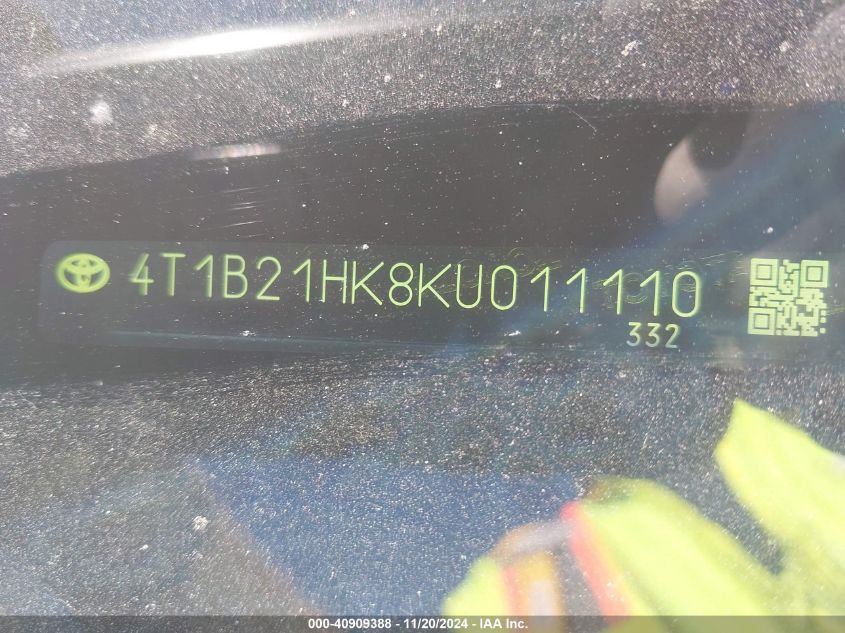 4T1B21HK8KU011110
332
000-40909388 - 11/20/2024 - © IAA Inc.